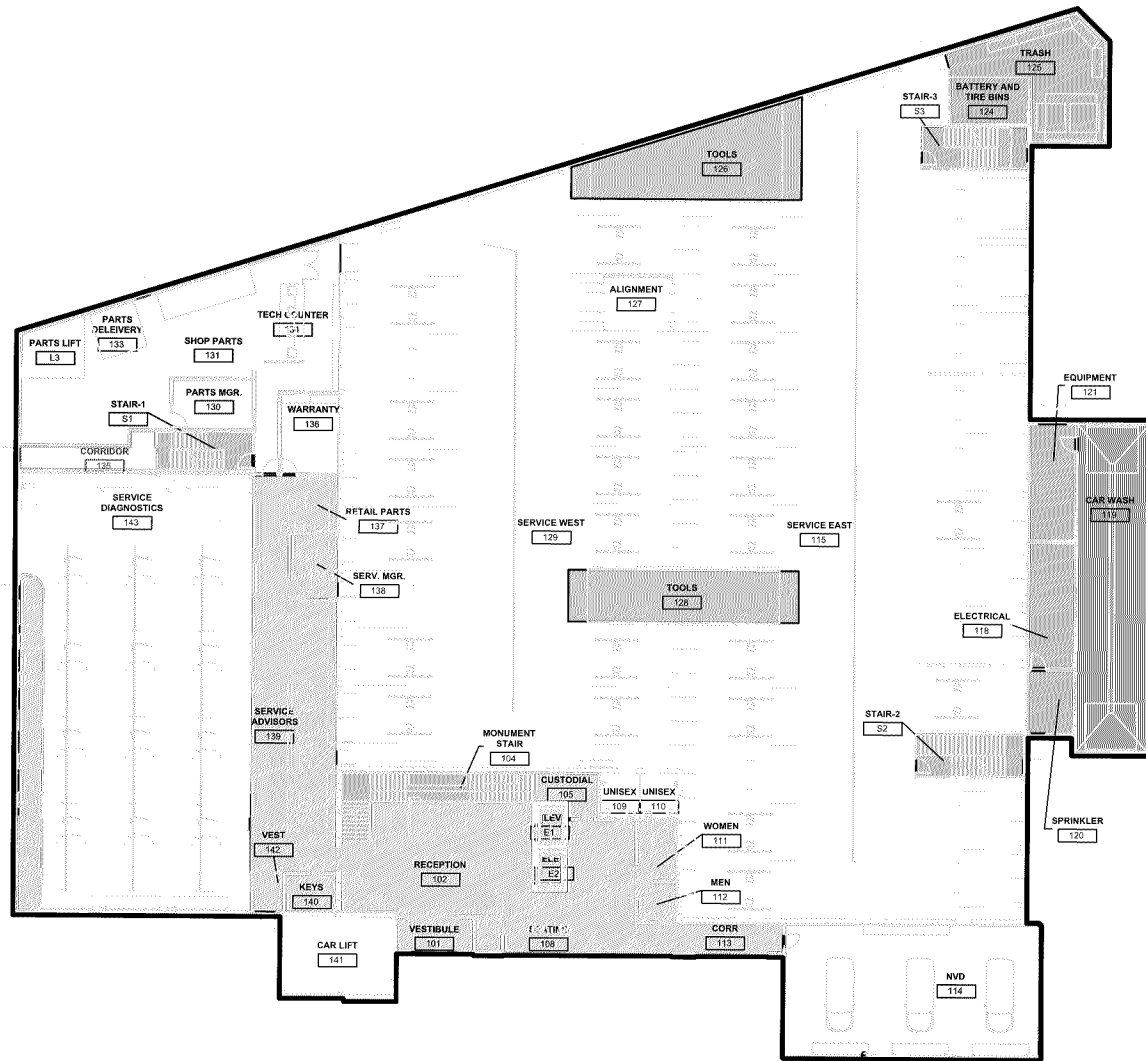 TRASH
125
BATTERY AND
TIRE BINS
124
STAIR-3
S3
TOOLS
126
ALIGNMENT
127
TECH COUNTER
PARTS
DELEIVERY
133
SHOP PARTS
131
PARTS LIFT
L3
PARTS MGR.
130
STAIR-1
S1
WARRANTY
136
EQUIPMENT
121
CORRIDOR
135
SERVICE
DIAGNOSTICS
143
RETAIL PARTS
137
SERVICE WEST
129
SERVICE EAST
115
CAR WASH
119
SERV. MGR.
138
TOOLS
128
ELECTRICAL
118
SERVICE
ADVISORS
139
STAIR-2
S2
MONUMENT
STAIR
104
CUSTODIAL
105
UNISEX
109
UNISEX
110
E1
WOMEN
111
SPRINKLER
120
VEST
142
RECEPTION
102
E2
MEN
112
KEYS
140
VESTIBULE
101
108
CORR
113
CAR LIFT
141
NVD
114